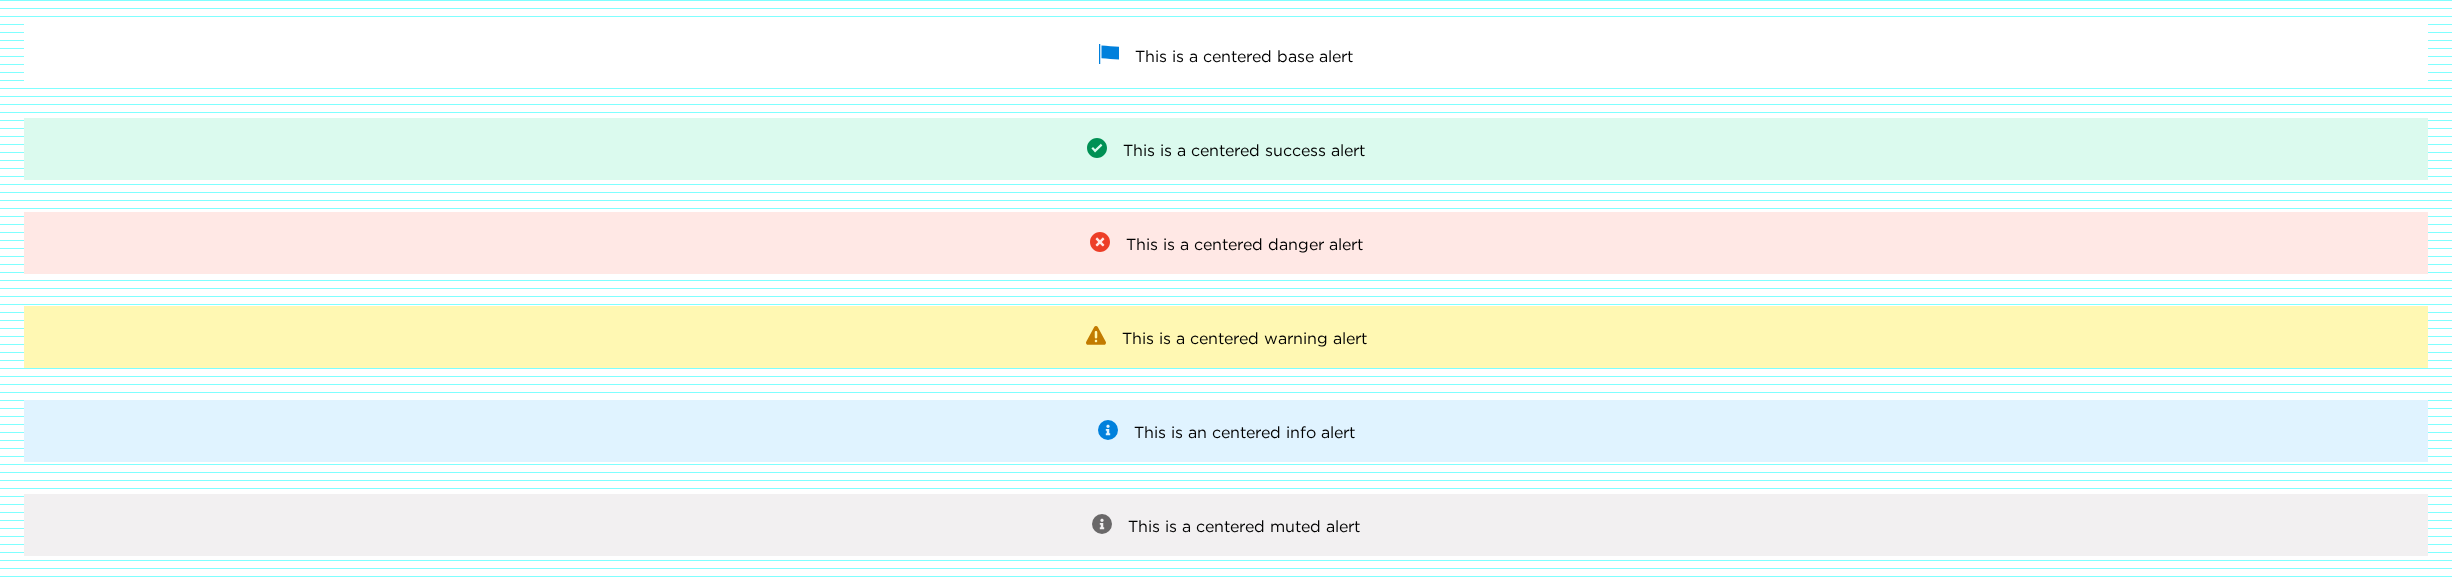 This is a centered base alert
This is a centered success alert
This is a centered danger alert
This is a centered warning alert
This is an centered info alert
This is a centered muted alert